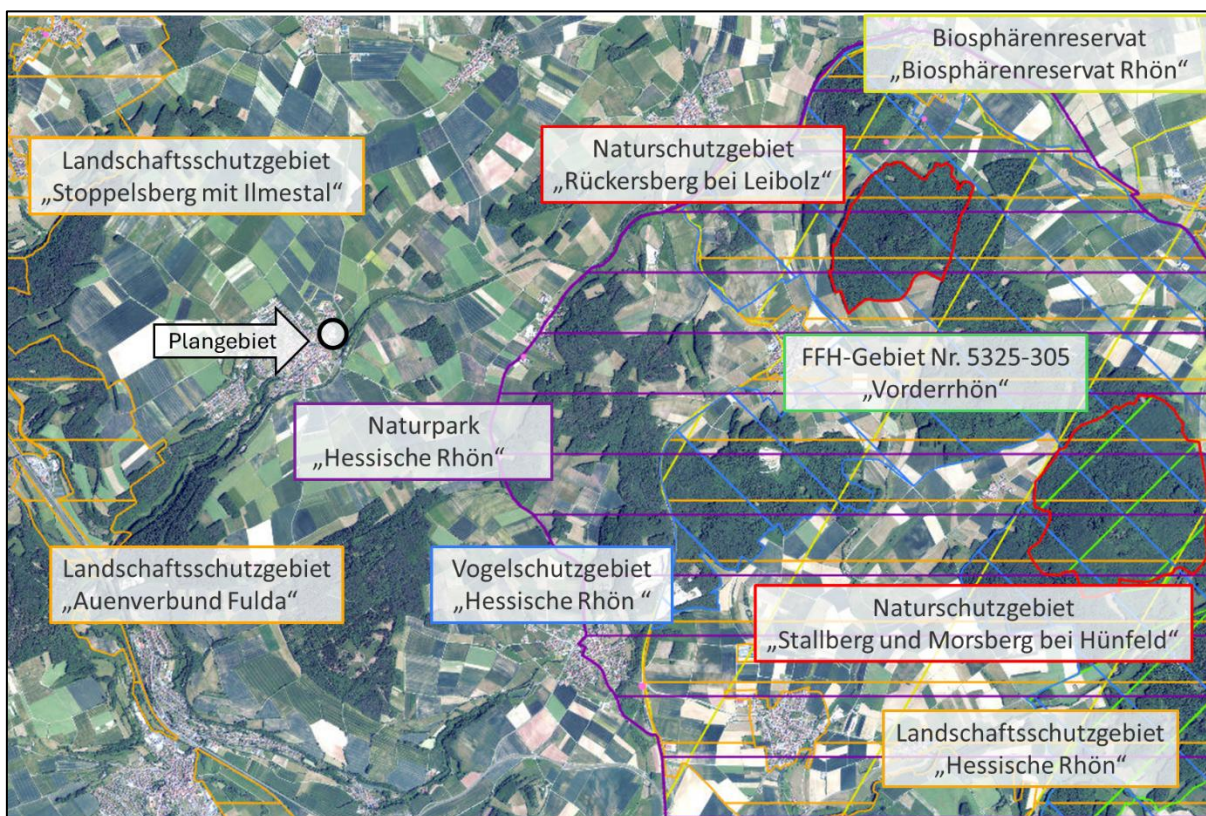 Biosphärenreservat
„Biosphärenreservat Rhön“
Landschaftsschutzgebiet
„Stoppelsberg mit Ilmestal“
Naturschutzgebiet
„Rückersberg bei Leibolz“
Plangebiet
FFH-Gebiet Nr. 5325-305
„Vorderrhön“
Naturpark
„Hessische Rhön“
Landschaftsschutzgebiet
„Auenverbund Fulda“
Vogelschutzgebiet
„Hessische Rhön “
Naturschutzgebiet
„Stallberg und Morsberg bei Hünfeld“
Landschaftsschutzgebiet
„Hessische Rhön“